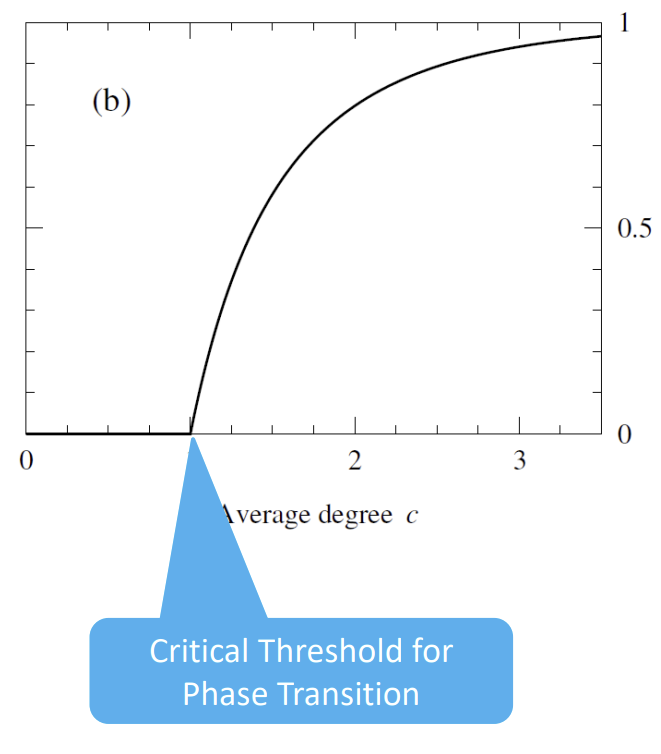 1
(b)
0.5
0
0 2 3
Average degree c
Critical Threshold for
Phase Transition